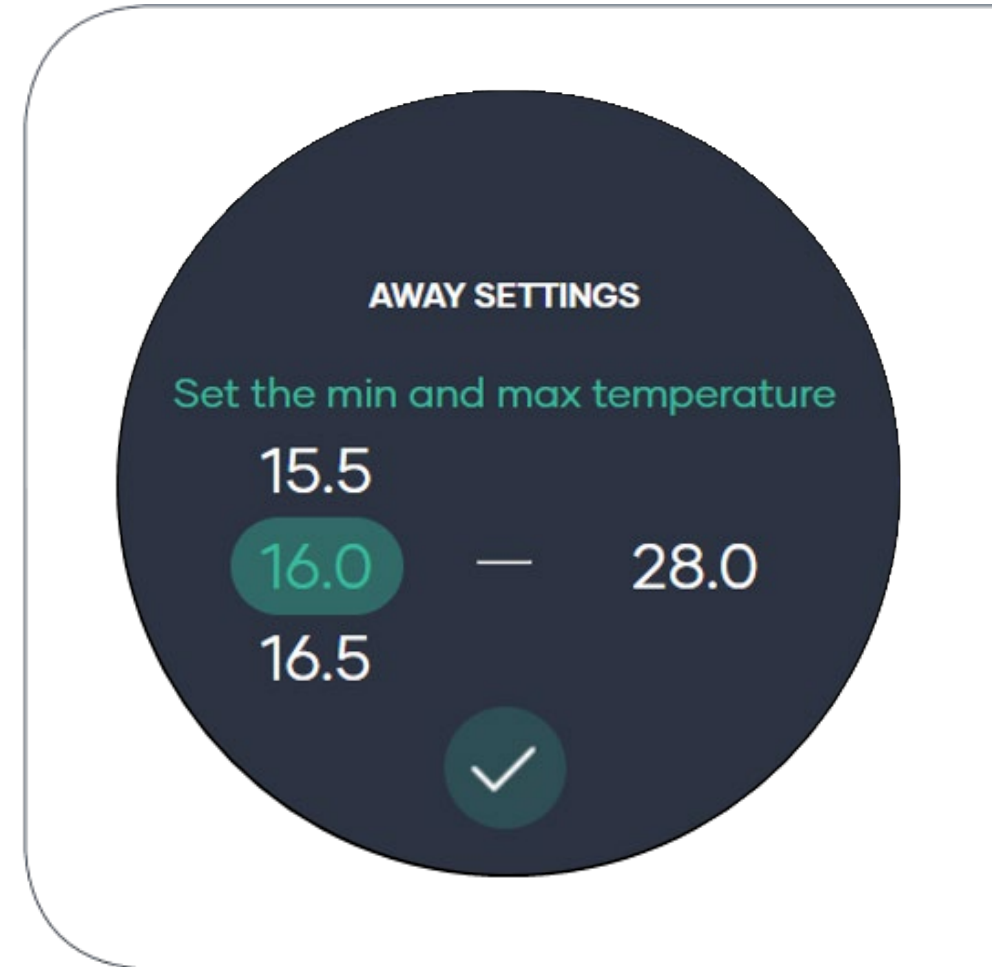 AWAY SETTINGS
Set the min and max temperature
15.5
16.0 — 28.0
16.5